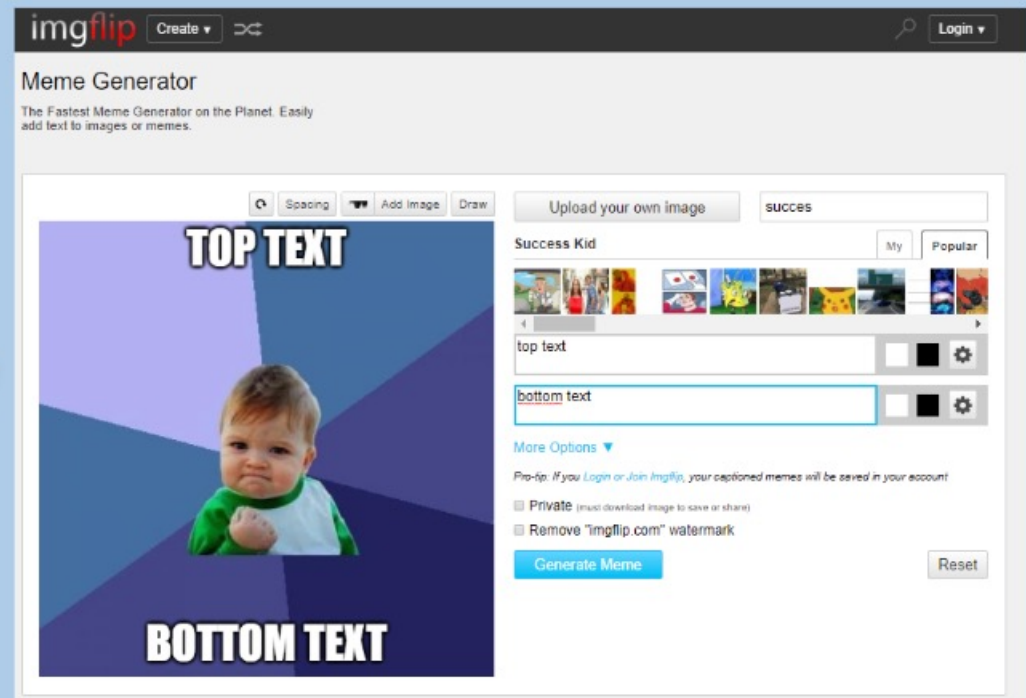 imgflip Create ▾ Login ▾
Meme Generator
The Fastest Meme Generator on the Planet. Easily
add text to images or memes.
Spacing Add Image Draw
Upload your own image succes
Success Kid My Popular
TOP TEXT
top text
bottom text
More Options ▼
Pro-tip: If you Login or Join Imgflip, your captioned memes will be saved in your account
Private (must download image to save or share)
Remove "imgflip.com" watermark
Generate Meme Reset
BOTTOM TEXT